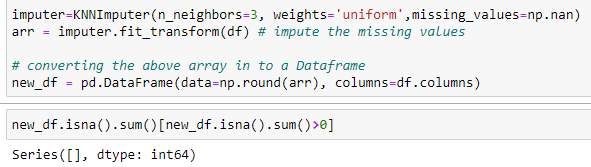 imputer=KNNImputer(n_neighbors=3, weights='uniform',missing_values=np.nan)
arr = imputer.fit_transform(df) # impute the missing values
# converting the above array in to a Dataframe
new_df = pd.DataFrame(data=np.round(arr), columns=df.columns)
new_df.isna().sum()[new_df.isna().sum()>0]
Series([], dtype: int64)